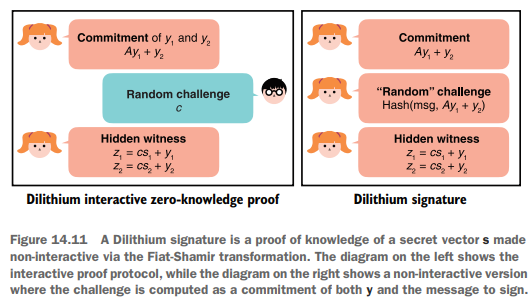 Commitment of y₁ and y₂
Ay₁ + y₂
Random challenge
c
Hidden witness
z₁ = cs₁ + y₁
z₂ = cs₂ + y₂
Dilithium interactive zero-knowledge proof
Commitment
Ay₁ + y₂
“Random” challenge
Hash(msg, Ay₁ + y₂)
Hidden witness
z₁ = cs₁ + y₁
z₂ = cs₂ + y₂
Dilithium signature
Figure 14.11 A Dilithium signature is a proof of knowledge of a secret vector s made
non-interactive via the Fiat-Shamir transformation. The diagram on the left shows the
interactive proof protocol, while the diagram on the right shows a non-interactive version
where the challenge is computed as a commitment of both y and the message to sign.